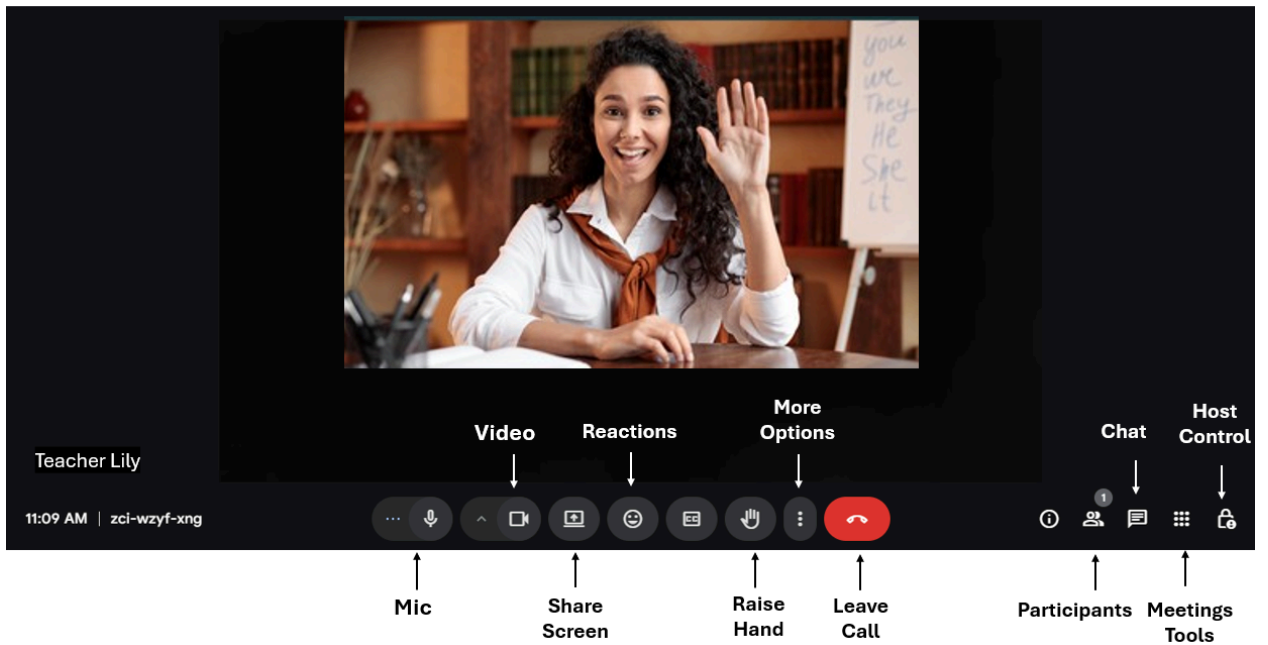 you
we
They
He
She
it
More
Options
Video
Reactions
Chat
Host
Control
Teacher Lily
11:09 AM | zci-wzyf-xng
CC
1
Mic
Share
Screen
Raise
Hand
Leave
Call
Participants
Meetings
Tools